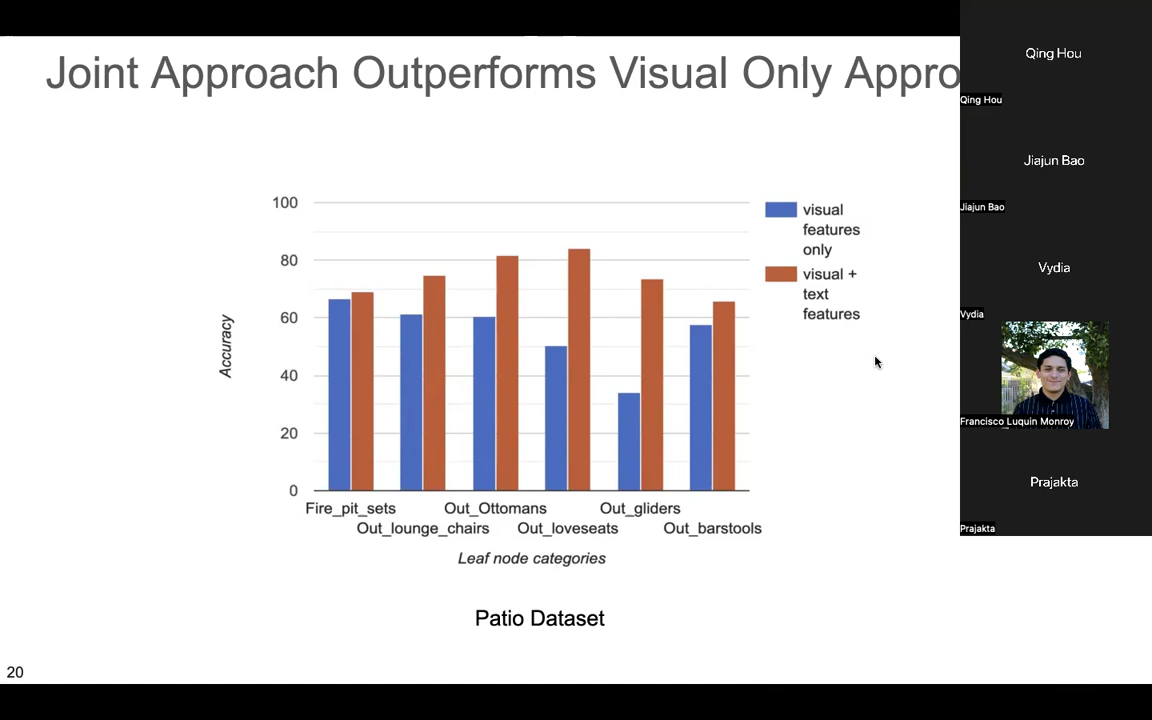 Joint Approach Outperforms Visual Only Appro
100
80
60
40
20
0
Accuracy
visual
features
only
visual +
text
features
Fire_pit_sets
Out_Ottomans
Out_gliders
Out_lounge_chairs
Out_loveseats
Out_barstools
Leaf node categories
Patio Dataset
20
Qing Hou
Qing Hou
Jiajun Bao
Jiajun Bao
Vydia
Vydia
Francisco Luquin Monroy
Prajakta
Prajakta